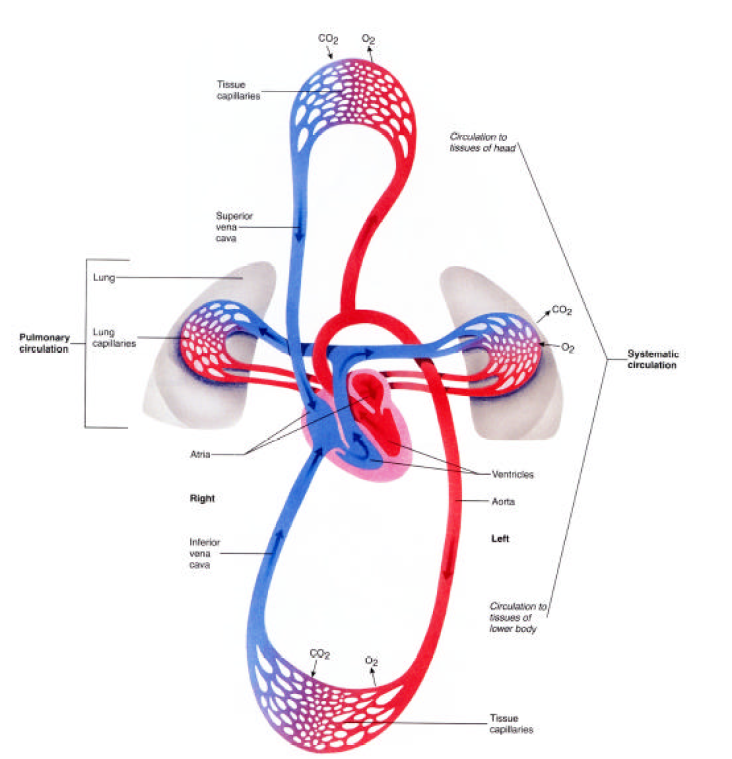 CO2
O2
Tissue
capillaries
Circulation to
tissues of head
Superior
vena
cava
Lung
Pulmonary
circulation
Lung
capillaries
CO2
O2
Systematic
circulation
Atria
Ventricles
Right
Aorta
Left
Inferior
vena
cava
Circulation to
tissues of
lower body
CO2
O2
Tissue
capillaries